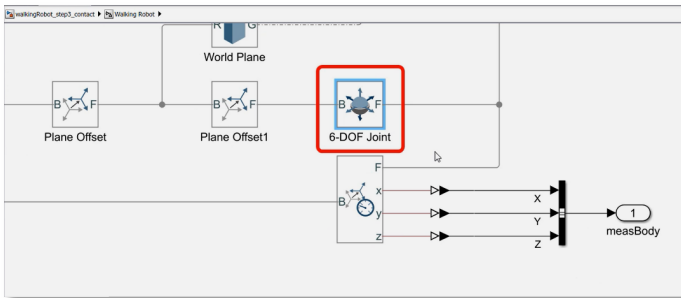 walkingRobot_step3_contact Walking Robot
R G
World Plane
B F B F B F
Plane Offset Plane Offset1 6-DOF Joint
F
B x X
y Y 1
z Z measBody